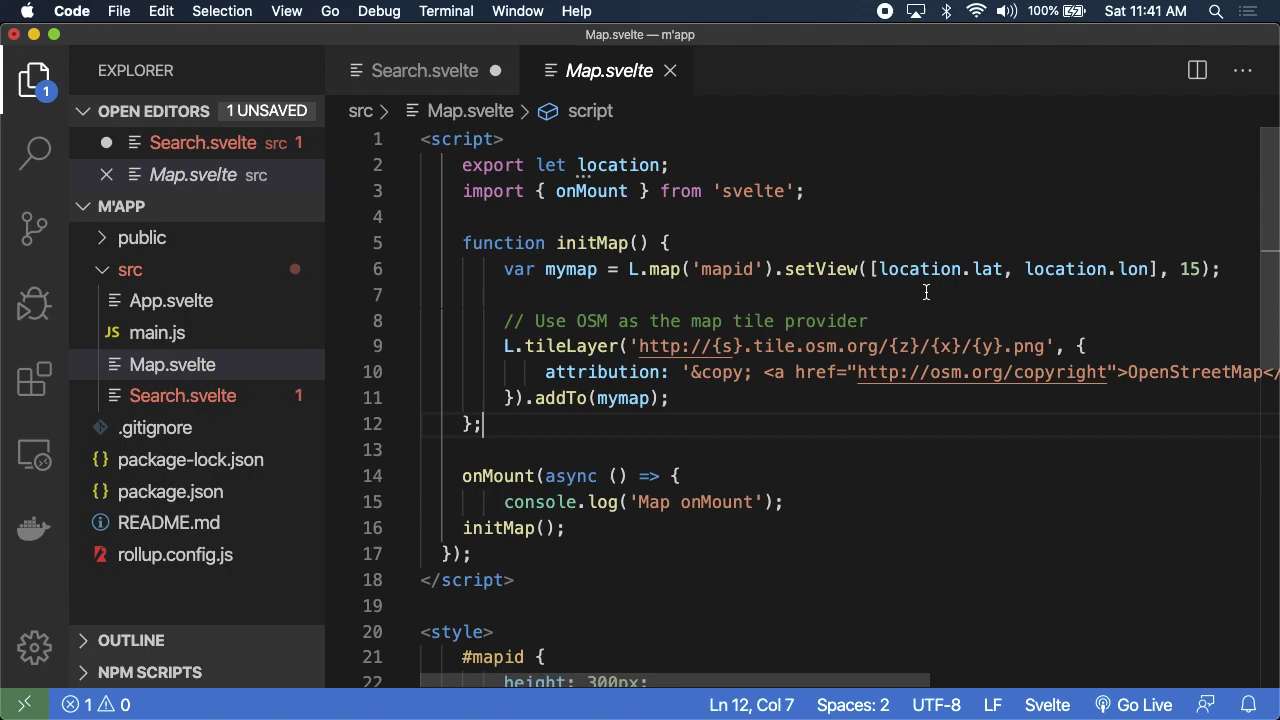 Code File Edit Selection View Go Debug Terminal Window Help 100% Sat 11:41 AM
Map.svelte — m'app
EXPLORER
Search.svelte
Map.svelte
1
OPEN EDITORS 1 UNSAVED
Search.svelte src 1
Map.svelte src
M'APP
public
src
App.svelte
JS main.js
Map.svelte
Search.svelte 1
.gitignore
{} package-lock.json
{} package.json
README.md
rollup.config.js
OUTLINE
NPM SCRIPTS
src > Map.svelte > script
1 <script>
2 export let location;
3 import { onMount } from 'svelte';
4
5 function initMap() {
6 var mymap = L.map('mapid').setView([location.lat, location.lon], 15);
7
8 // Use OSM as the map tile provider
9 L.tileLayer('http://{s}.tile.osm.org/{z}/{x}/{y}.png', {
10 attribution: '&copy; <a href="http://osm.org/copyright">OpenStreetMap</
11 }).addTo(mymap);
12 };
13
14 onMount(async () => {
15 console.log('Map onMount');
16 initMap();
17 });
18 </script>
19
20 <style>
21 #mapid {
22 height: 300px;
1 0 Ln 12, Col 7 Spaces: 2 UTF-8 LF Svelte Go Live